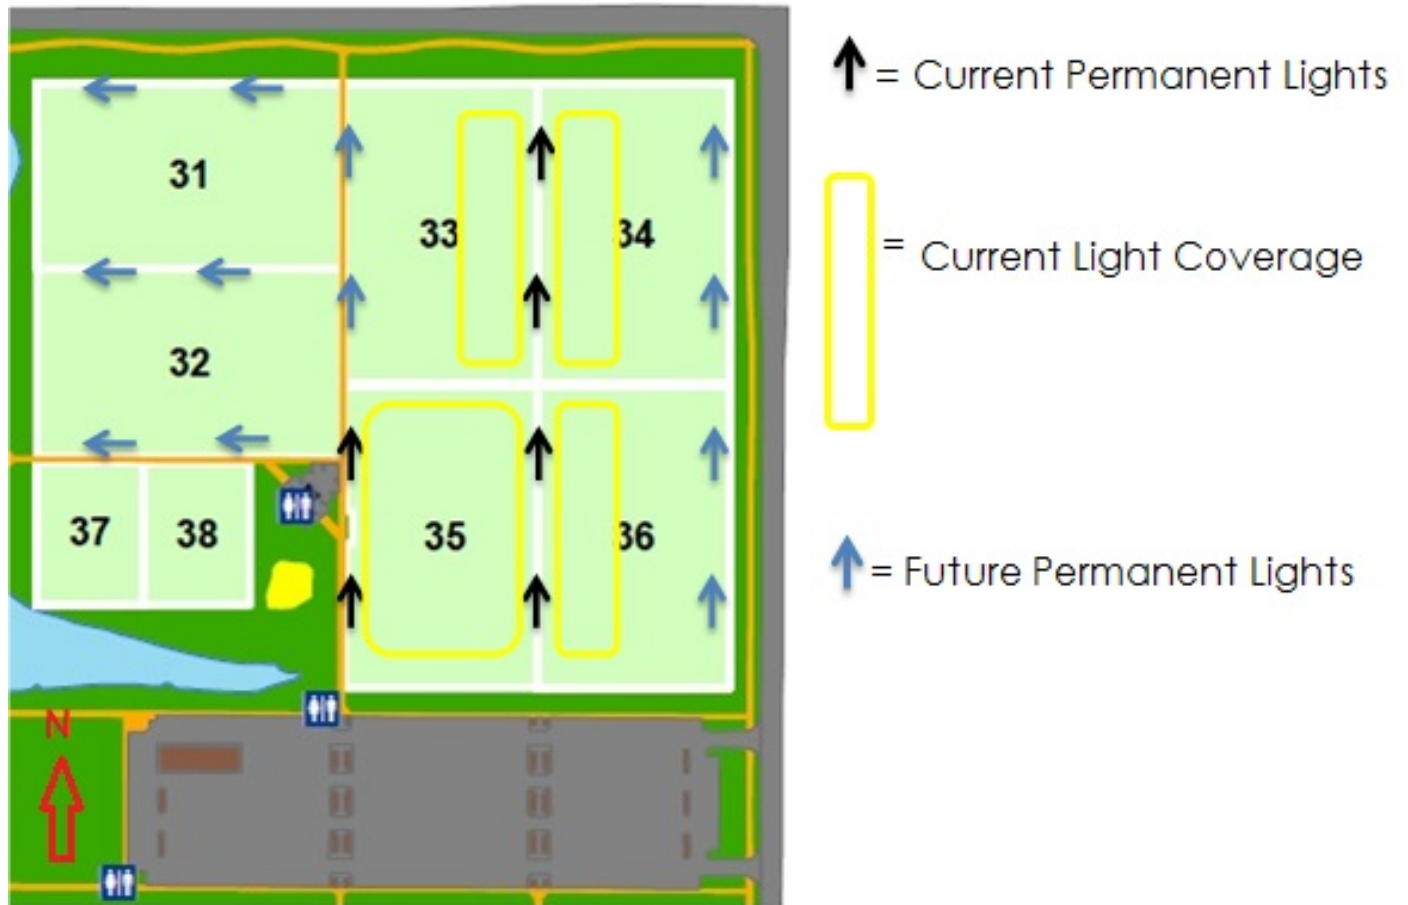 = Current Permanent Lights
31
33
34
= Current Light Coverage
32
37
38
35
36
= Future Permanent Lights
N